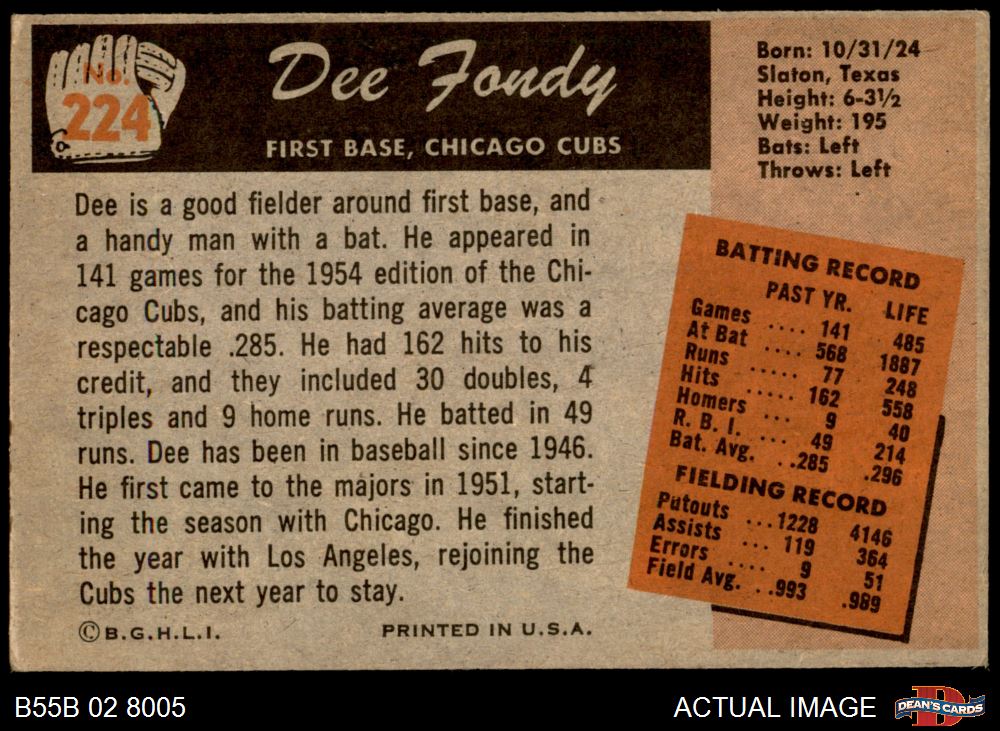 No.
224
Dee Fondy
FIRST BASE, CHICAGO CUBS
Born: 10/31/24
Slaton, Texas
Height: 6-3½
Weight: 195
Bats: Left
Throws: Left
Dee is a good fielder around first base, and
a handy man with a bat. He appeared in
141 games for the 1954 edition of the Chi-
cago Cubs, and his batting average was a
respectable .285. He had 162 hits to his
credit, and they included 30 doubles, 4
triples and 9 home runs. He batted in 49
runs. Dee has been in baseball since 1946.
He first came to the majors in 1951, start-
ing the season with Chicago. He finished
the year with Los Angeles, rejoining the
Cubs the next year to stay.
© B.G.H.L.I. PRINTED IN U.S.A.
BATTING RECORD
PAST YR. LIFE
Games .... 141 485
At Bat .... 568 1887
Runs ..... 77 248
Hits .... 162 558
Homers ... 9 40
R. B. I. ... 49 214
Bat. Avg. ..285 .296
FIELDING RECORD
Putouts ...1228 4146
Assists ... 119 364
Errors .... 9 51
Field Avg. ..993 .989
B55B 02 8005 ACTUAL IMAGE
DEAN'S CARDS